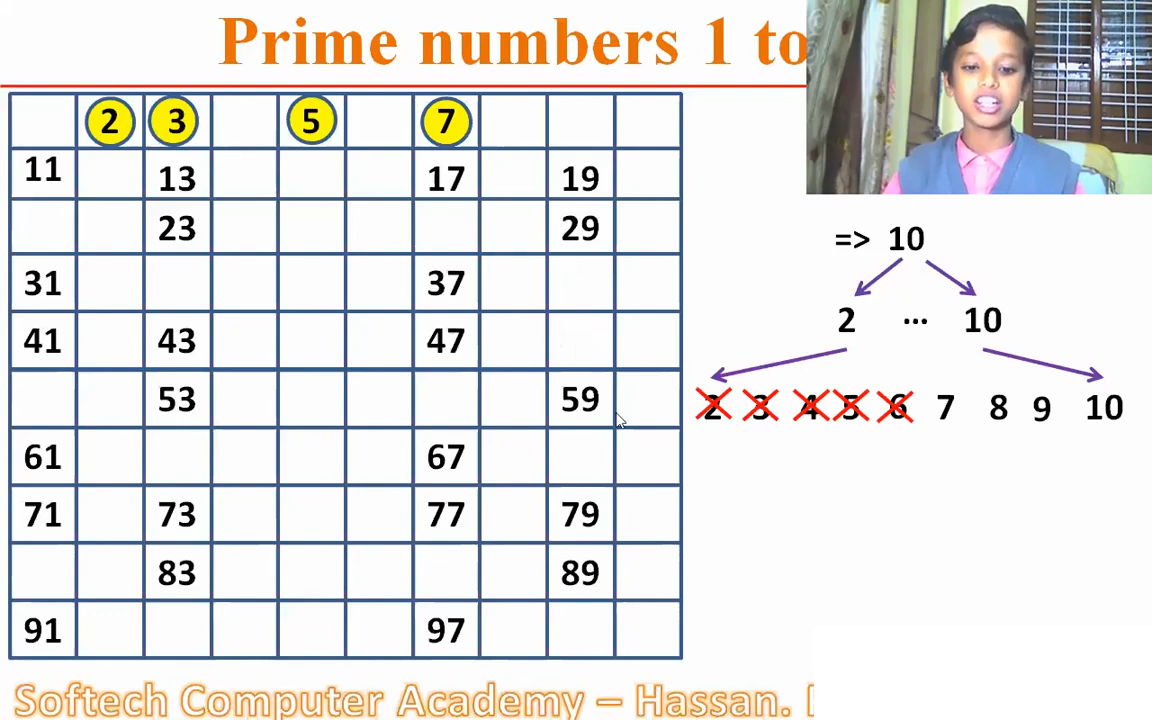 Prime numbers 1 to
2 3 5 7
11 13 17 19
23 29
31 37
41 43 47
53 59
61 67
71 73 77 79
83 89
91 97
=> 10
2 ... 10
2 3 4 5 6 7 8 9 10
Softech Computer Academy – Hassan.